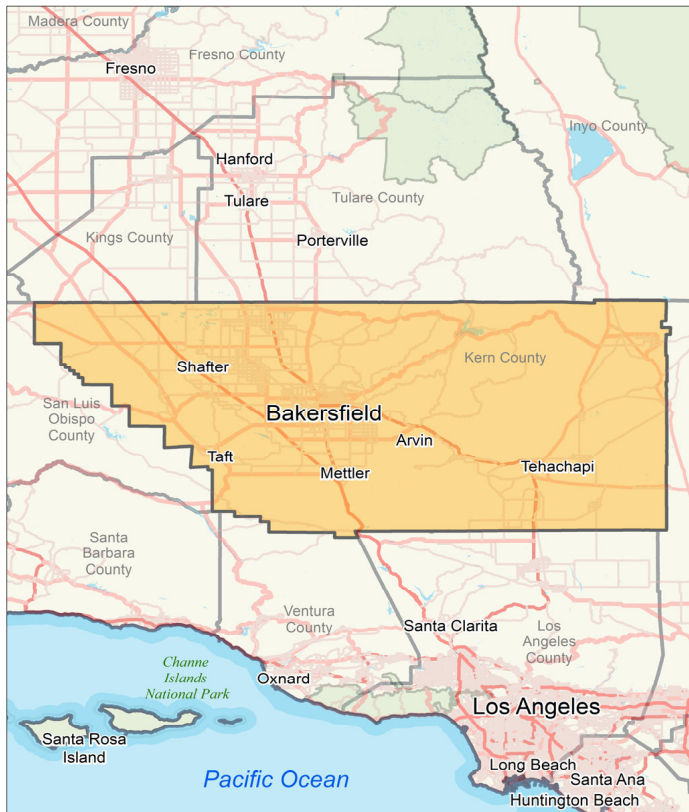 Madera County
Fresno County
Fresno
Inyo County
Hanford
Tulare
Tulare County
Kings County
Porterville
Kern County
Shafter
San Luis
Obispo
County
Bakersfield
Arvin
Taft
Mettler
Tehachapi
Santa
Barbara
County
Ventura
County
Santa Clarita
Los
Angeles
County
Channe
Islands
National Park
Oxnard
Los Angeles
Santa Rosa
Island
Long Beach
Pacific Ocean
Santa Ana
Huntington Beach